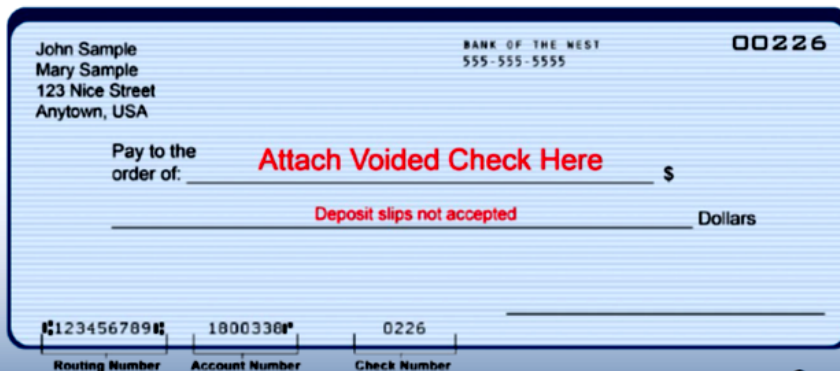 John Sample
Mary Sample
123 Nice Street
Anytown, USA
BANK OF THE WEST
555-555-5555
00226
Pay to the
order of:
Attach Voided Check Here
$
Deposit slips not accepted
Dollars
⑆123456789⑆ 1800338⑈ 0226
Routing Number Account Number Check Number